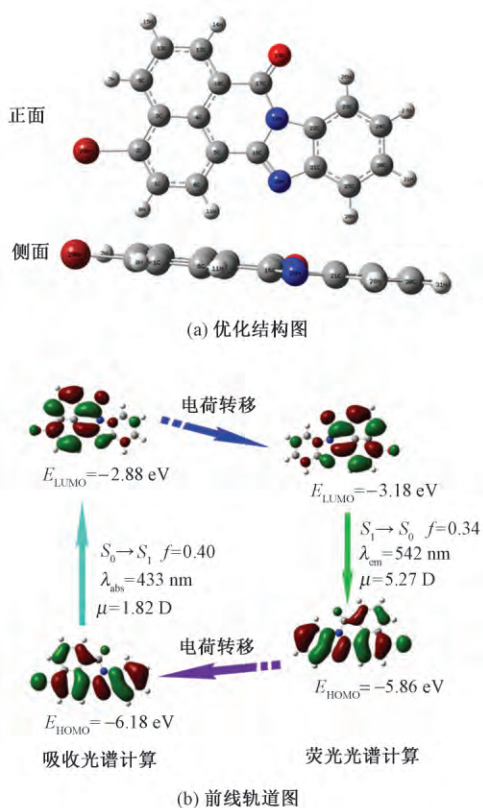 正面
侧面
(a) 优化结构图
电荷转移
E_LUMO=−2.88 eV
E_LUMO=−3.18 eV
S₀→S₁ f=0.40
λ_abs=433 nm
μ=1.82 D
S₁→S₀ f=0.34
λ_em=542 nm
μ=5.27 D
电荷转移
E_HOMO=−6.18 eV
E_HOMO=−5.86 eV
吸收光谱计算
荧光光谱计算
(b) 前线轨道图